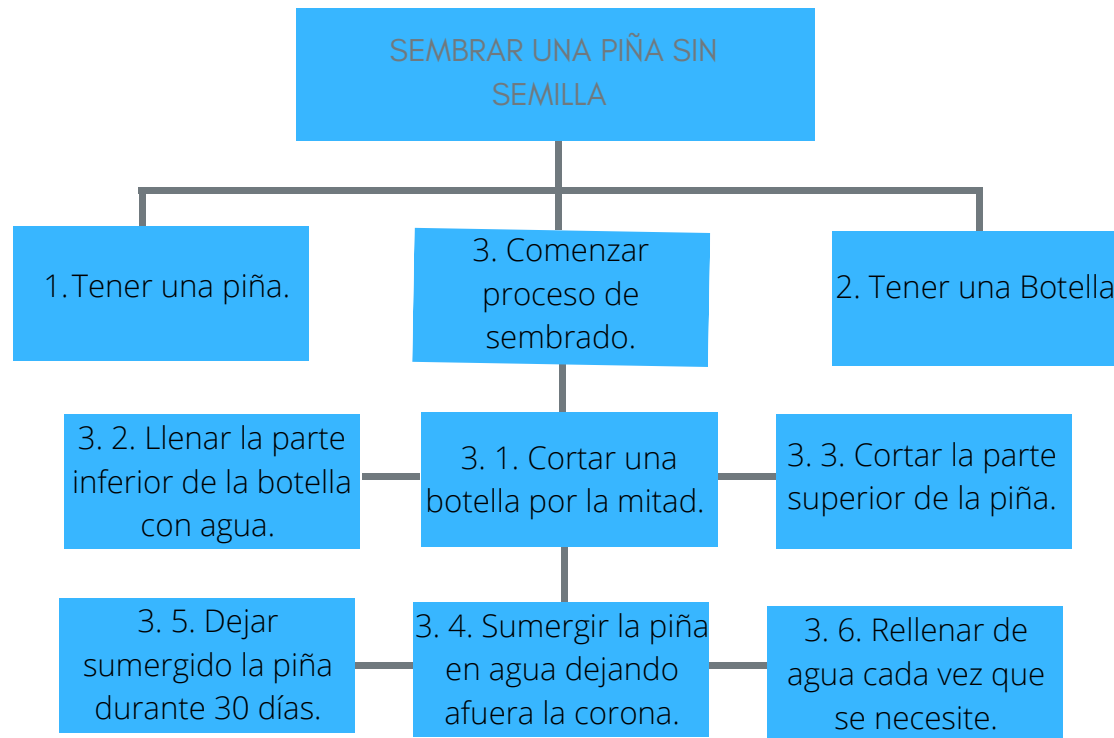 SEMBRAR UNA PIÑA SIN
SEMILLA
1. Tener una piña.
3. Comenzar
proceso de
sembrado.
2. Tener una Botella
3. 2. Llenar la parte
inferior de la botella
con agua.
3. 1. Cortar una
botella por la mitad.
3. 3. Cortar la parte
superior de la piña.
3. 5. Dejar
sumergido la piña
durante 30 días.
3. 4. Sumergir la piña
en agua dejando
afuera la corona.
3. 6. Rellenar de
agua cada vez que
se necesite.